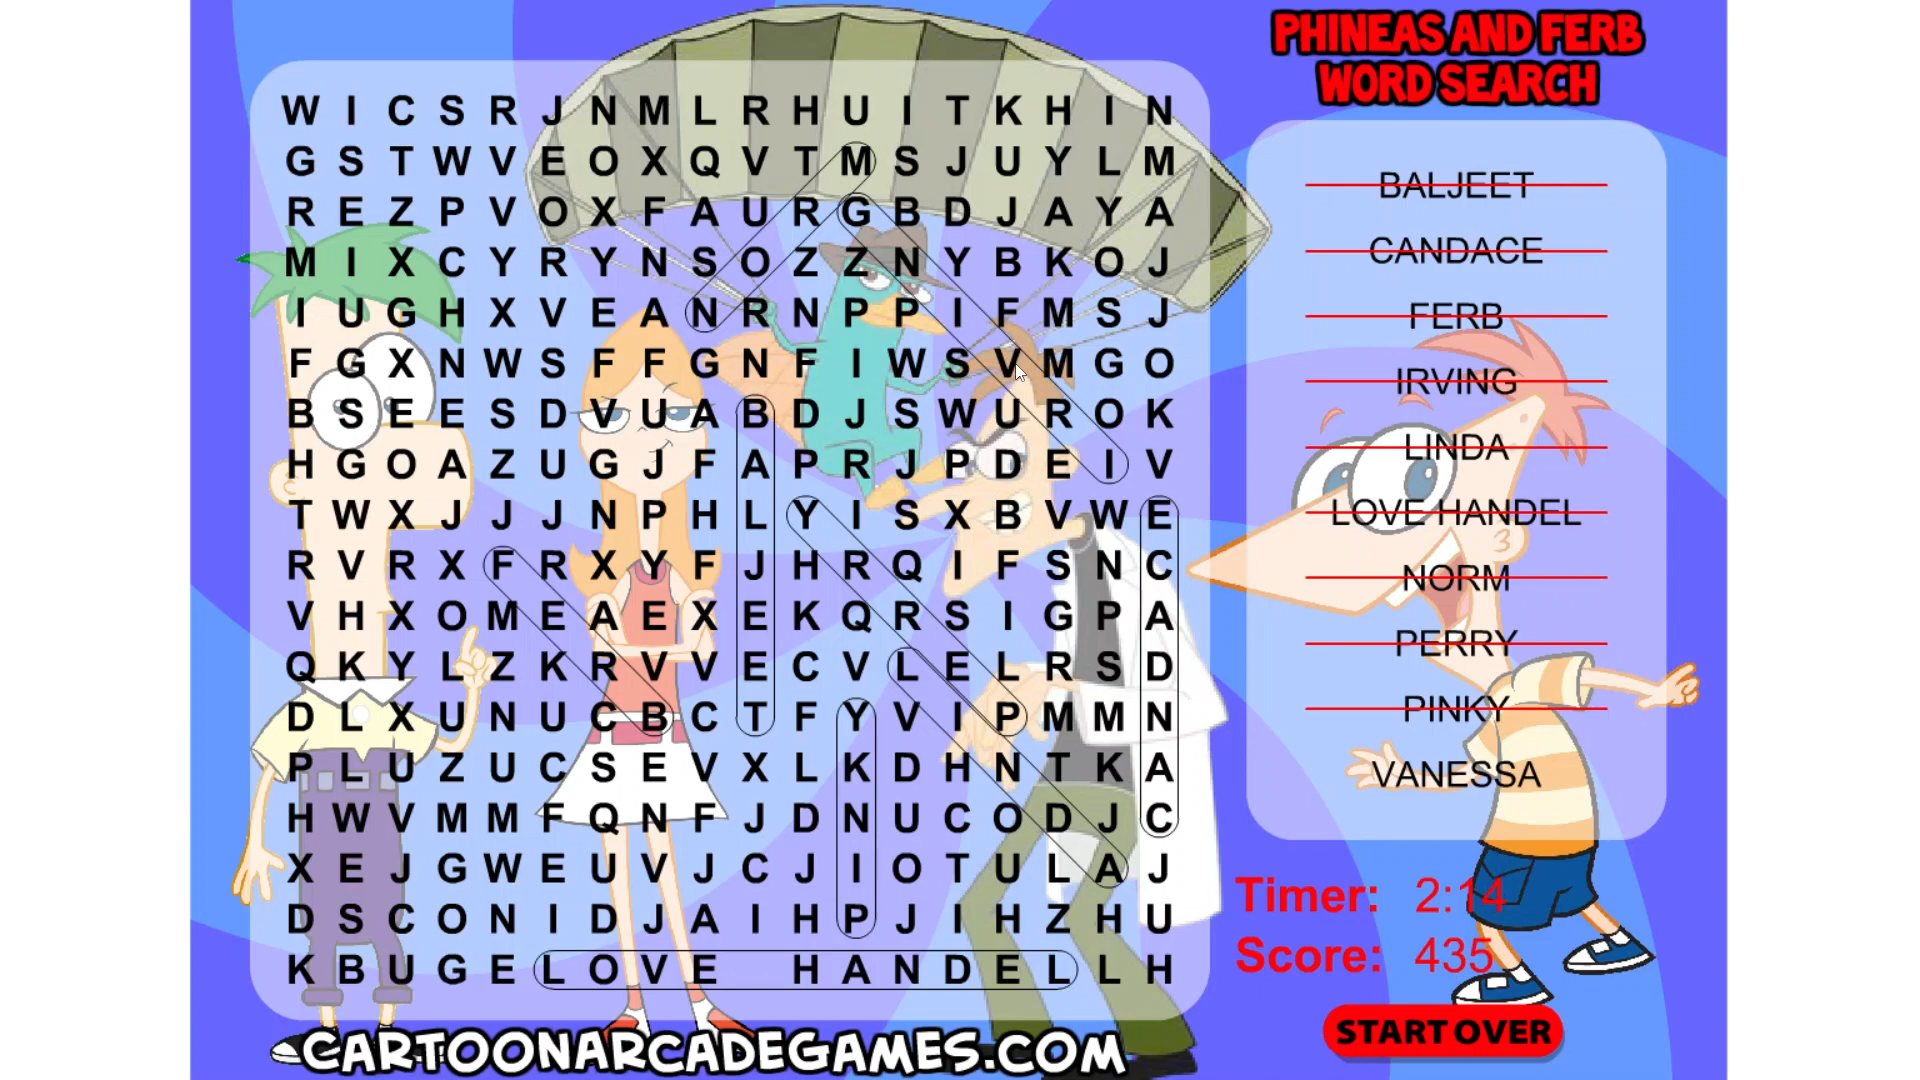 PHINEAS AND FERB
WORD SEARCH
W I C S R J N M L R H U I T K H I N
G S T W V E O X Q V T M S J U Y L M
R E Z P V O X F A U R G B D J A Y A
M I X C Y R Y N S O Z Z N Y B K O J
I U G H X V E A N R N P P I F M S J
F G X N W S F F G N F I W S V M G O
B S E E S D V U A B D J S W U R O K
H G O A Z U G J F A P R J P D E I V
T W X J J J N P H L Y I S X B V W E
R V R X F R X Y F J H R Q I F S N C
V H X O M E A E X E K Q R S I G P A
Q K Y L Z K R V V E C V L E L R S D
D L X U N U C B C T F Y V I P M M N
P L U Z U C S E V X L K D H N T K A
H W V M M F Q N F J D N U C O D J C
X E J G W E U V J C J I O T U L A J
D S C O N I D J A I H P J I H Z H U
K B U G E L O V E H A N D E L L H
BALJEET
CANDACE
FERB
IRVING
LINDA
LOVE HANDEL
NORM
PERRY
PINKY
VANESSA
Timer: 2:14
Score: 435
START OVER
CARTOONARCADEGAMES.COM